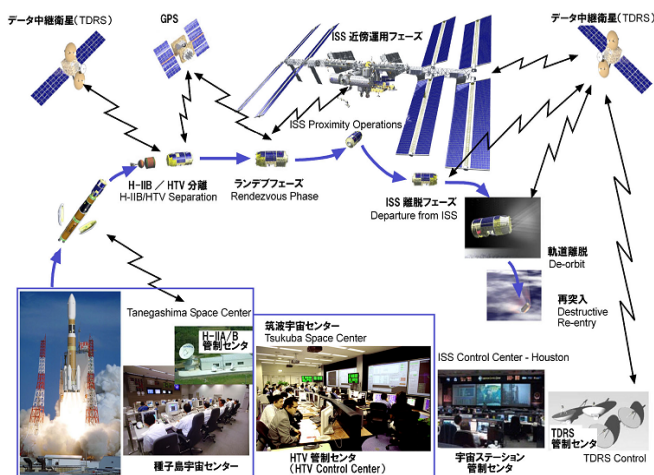 データ中継衛星(TDRS)
GPS
ISS 近傍運用フェーズ
データ中継衛星(TDRS)
ISS Proximity Operations
H-IIB / HTV 分離
H-IIB/HTV Separation
ランデブフェーズ
Rendezvous Phase
ISS 離脱フェーズ
Departure from ISS
軌道離脱
De-orbit
再突入
Destructive
Re-entry
Tanegashima Space Center
H-IIA/B
管制センタ
種子島宇宙センター
筑波宇宙センター
Tsukuba Space Center
HTV 管制センタ
(HTV Control Center)
ISS Control Center - Houston
宇宙ステーション
管制センタ
TDRS
管制センタ
TDRS Control